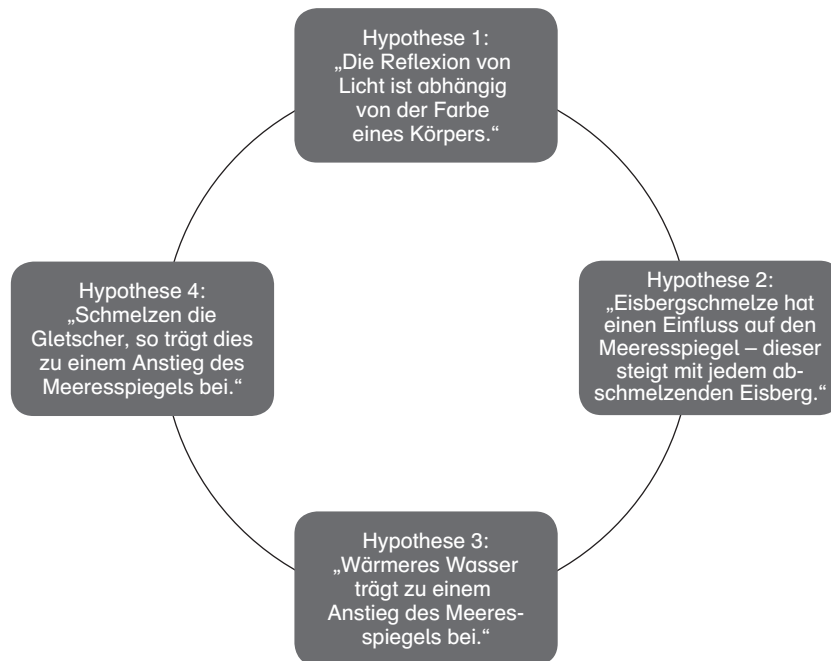 Hypothese 1:
„Die Reflexion von
Licht ist abhängig
von der Farbe
eines Körpers.“
Hypothese 2:
„Eisbergschmelze hat
einen Einfluss auf den
Meeresspiegel – dieser
steigt mit jedem ab-
schmelzenden Eisberg.“
Hypothese 3:
„Wärmeres Wasser
trägt zu einem
Anstieg des Meeres-
spiegels bei.“
Hypothese 4:
„Schmelzen die
Gletscher, so trägt dies
zu einem Anstieg des
Meeresspiegels bei.“